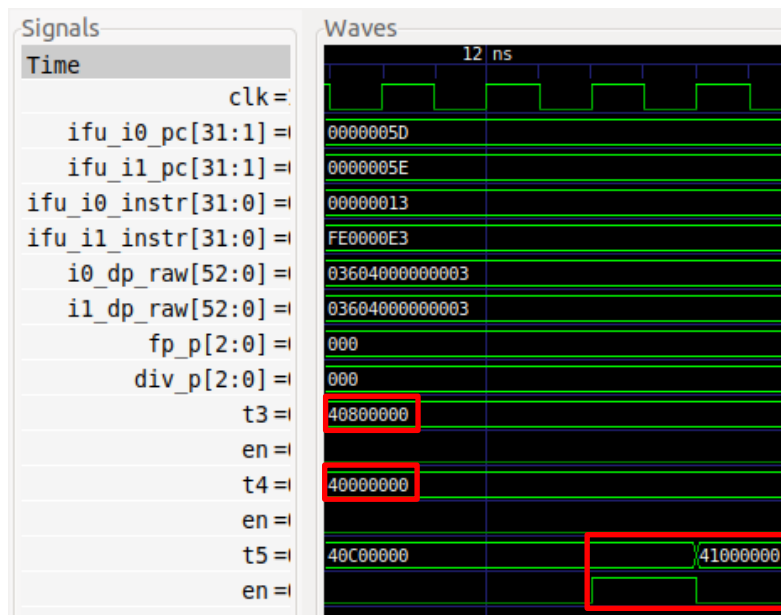 Signals
Waves
Time
12 ns
clk =
ifu_i0_pc[31:1] = 0000005D
ifu_i1_pc[31:1] = 0000005E
ifu_i0_instr[31:0] = 00000013
ifu_i1_instr[31:0] = FE0000E3
i0_dp_raw[52:0] = 03604000000003
i1_dp_raw[52:0] = 03604000000003
fp_p[2:0] = 000
div_p[2:0] = 000
t3 = 40800000
en =
t4 = 40000000
en =
t5 = 40C00000 41000000
en =